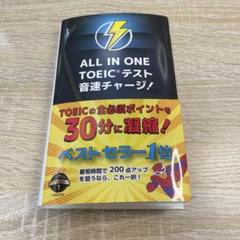 ALL IN ONE
TOEIC®テスト
音速チャージ!
TOEICの全必須ポイントを
30分に凝縮!
ベストセラー1位
最短時間で200点アップ
を狙うなら、これ一択!